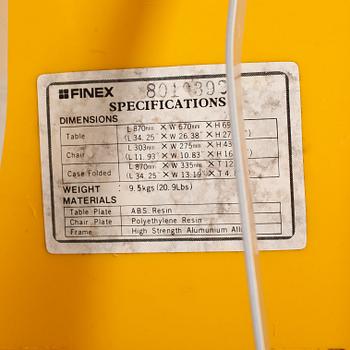 FINEX 8019309
SPECIFICATIONS
DIMENSIONS
Table L 870mm × W 670mm × H 69
(L 34.25" × W 26.38" × H 27 ")
Chair L 303mm × W 275mm × H 43
(L 11.93" × W 10.83" × H 16 ")
Case Folded L 870mm × W 335mm × T 12
(L 34.25" × W 13.19" × T 4. ")
WEIGHT : 9.5kgs (20.9Lbs)
MATERIALS
Table Plate ABS. Resin
Chair Plate Polyethylene Resin
Frame High Strength Alumunium All